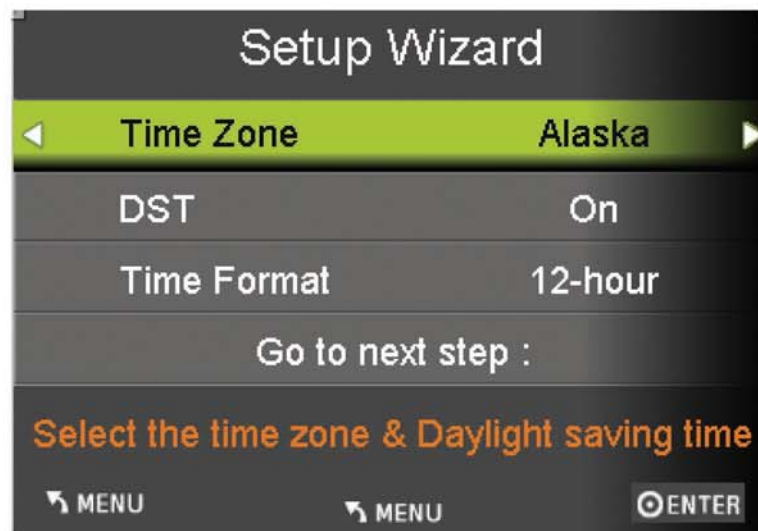 Setup Wizard
Time Zone Alaska
DST On
Time Format 12-hour
Go to next step :
Select the time zone & Daylight saving time
MENU MENU ENTER